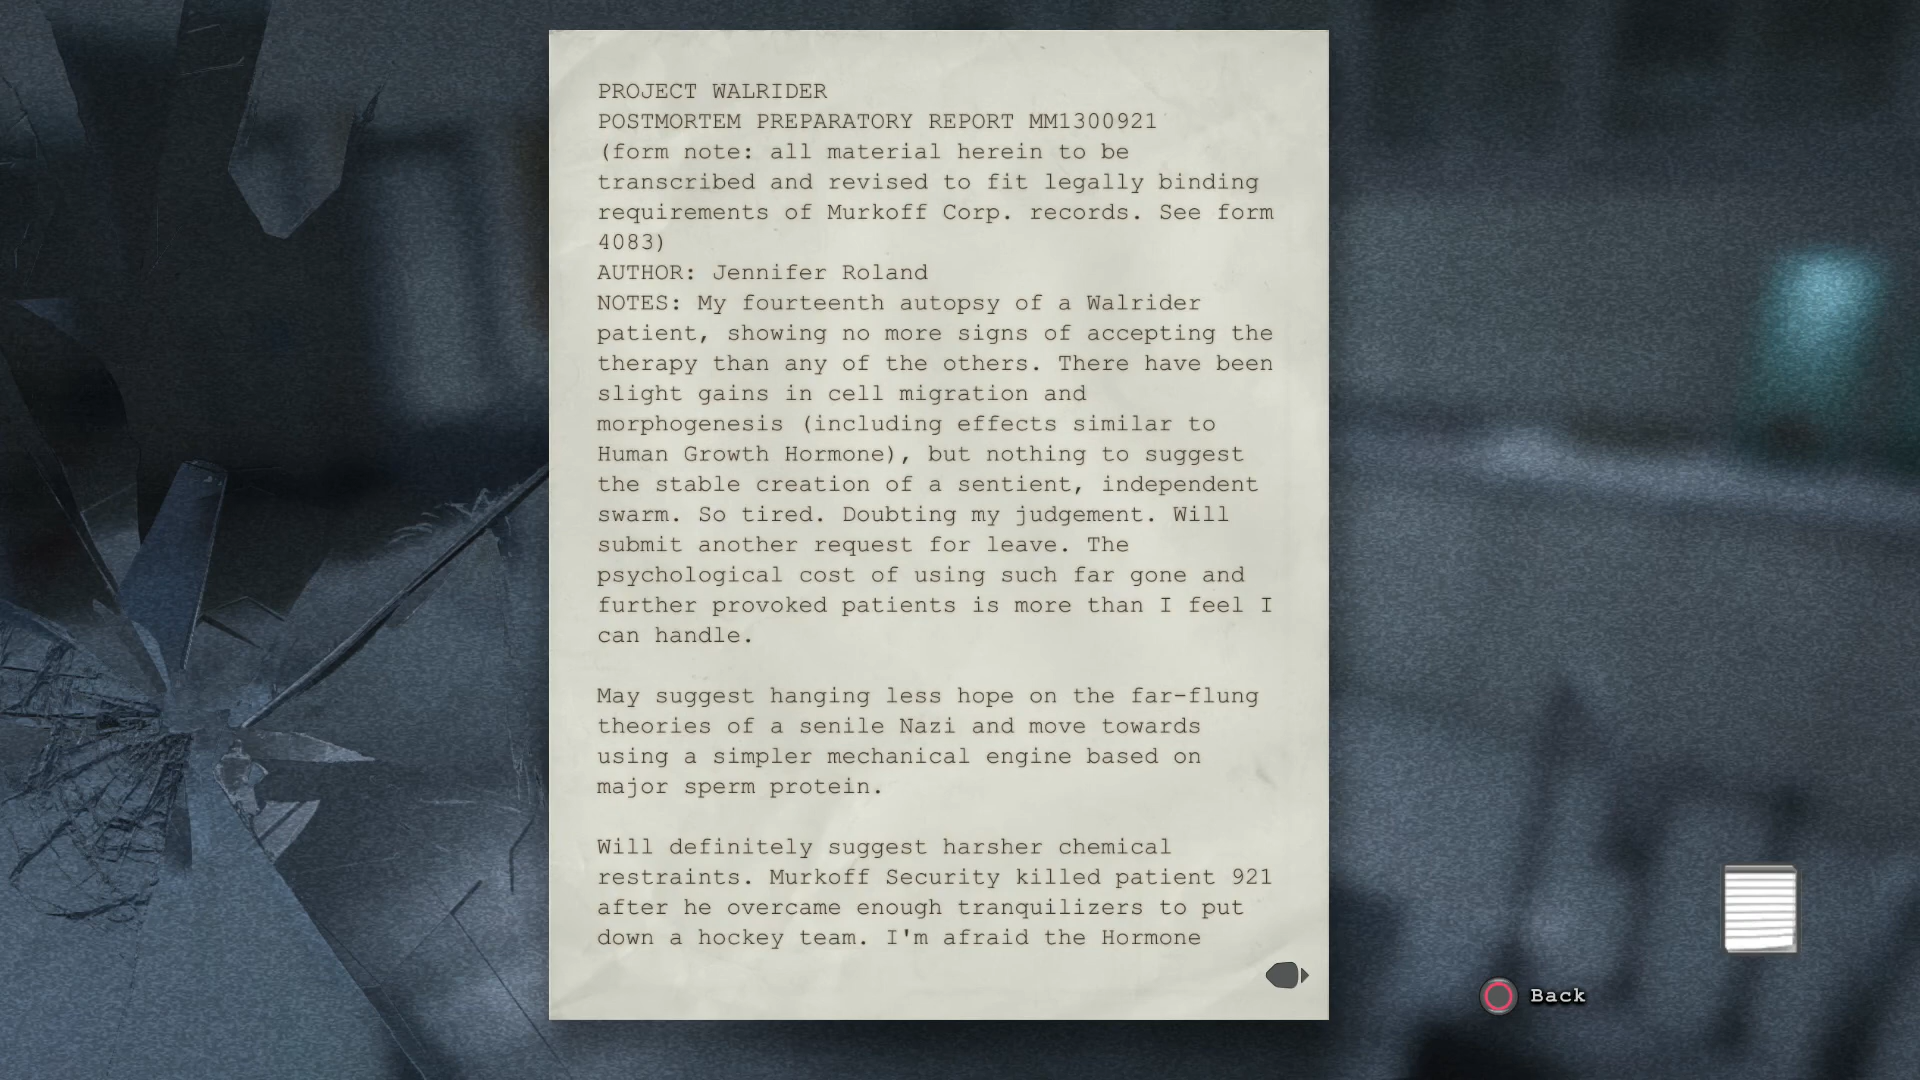 PROJECT WALRIDER
POSTMORTEM PREPARATORY REPORT MM1300921
(form note: all material herein to be
transcribed and revised to fit legally binding
requirements of Murkoff Corp. records. See form
4083)
AUTHOR: Jennifer Roland
NOTES: My fourteenth autopsy of a Walrider
patient, showing no more signs of accepting the
therapy than any of the others. There have been
slight gains in cell migration and
morphogenesis (including effects similar to
Human Growth Hormone), but nothing to suggest
the stable creation of a sentient, independent
swarm. So tired. Doubting my judgement. Will
submit another request for leave. The
psychological cost of using such far gone and
further provoked patients is more than I feel I
can handle.

May suggest hanging less hope on the far-flung
theories of a senile Nazi and move towards
using a simpler mechanical engine based on
major sperm protein.

Will definitely suggest harsher chemical
restraints. Murkoff Security killed patient 921
after he overcame enough tranquilizers to put
down a hockey team. I'm afraid the Hormone
Back